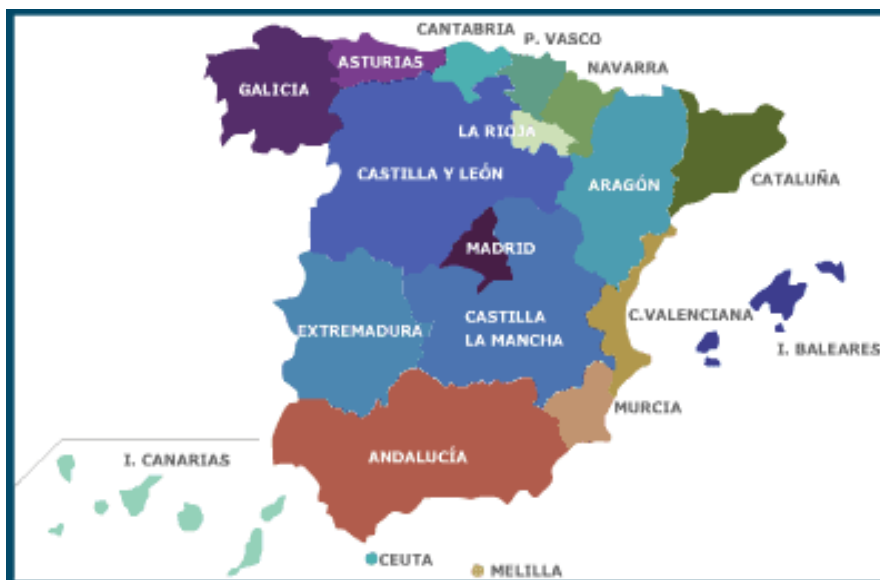 CANTABRIA
P. VASCO
ASTURIAS
NAVARRA
GALICIA
LA RIOJA
CASTILLA Y LEÓN
ARAGÓN
CATALUÑA
MADRID
C.VALENCIANA
EXTREMADURA
CASTILLA
LA MANCHA
I. BALEARES
MURCIA
ANDALUCÍA
I. CANARIAS
CEUTA
MELILLA